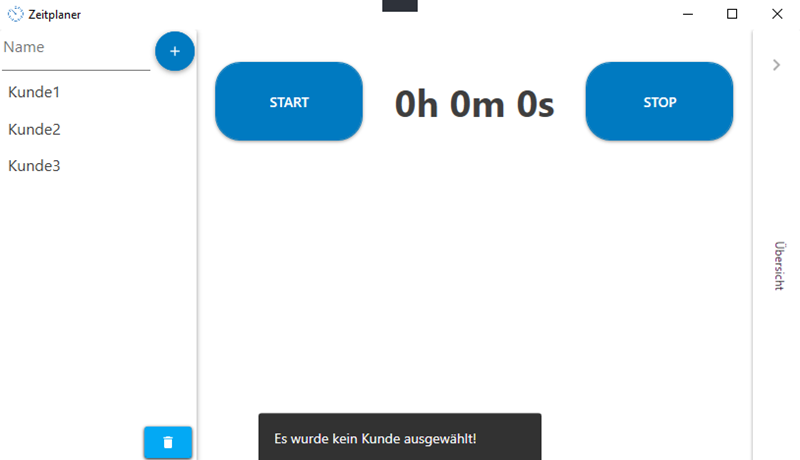 Zeitplaner
Name
+
Kunde1
Kunde2
Kunde3
START
0h 0m 0s
STOP
Übersicht
Es wurde kein Kunde ausgewählt!